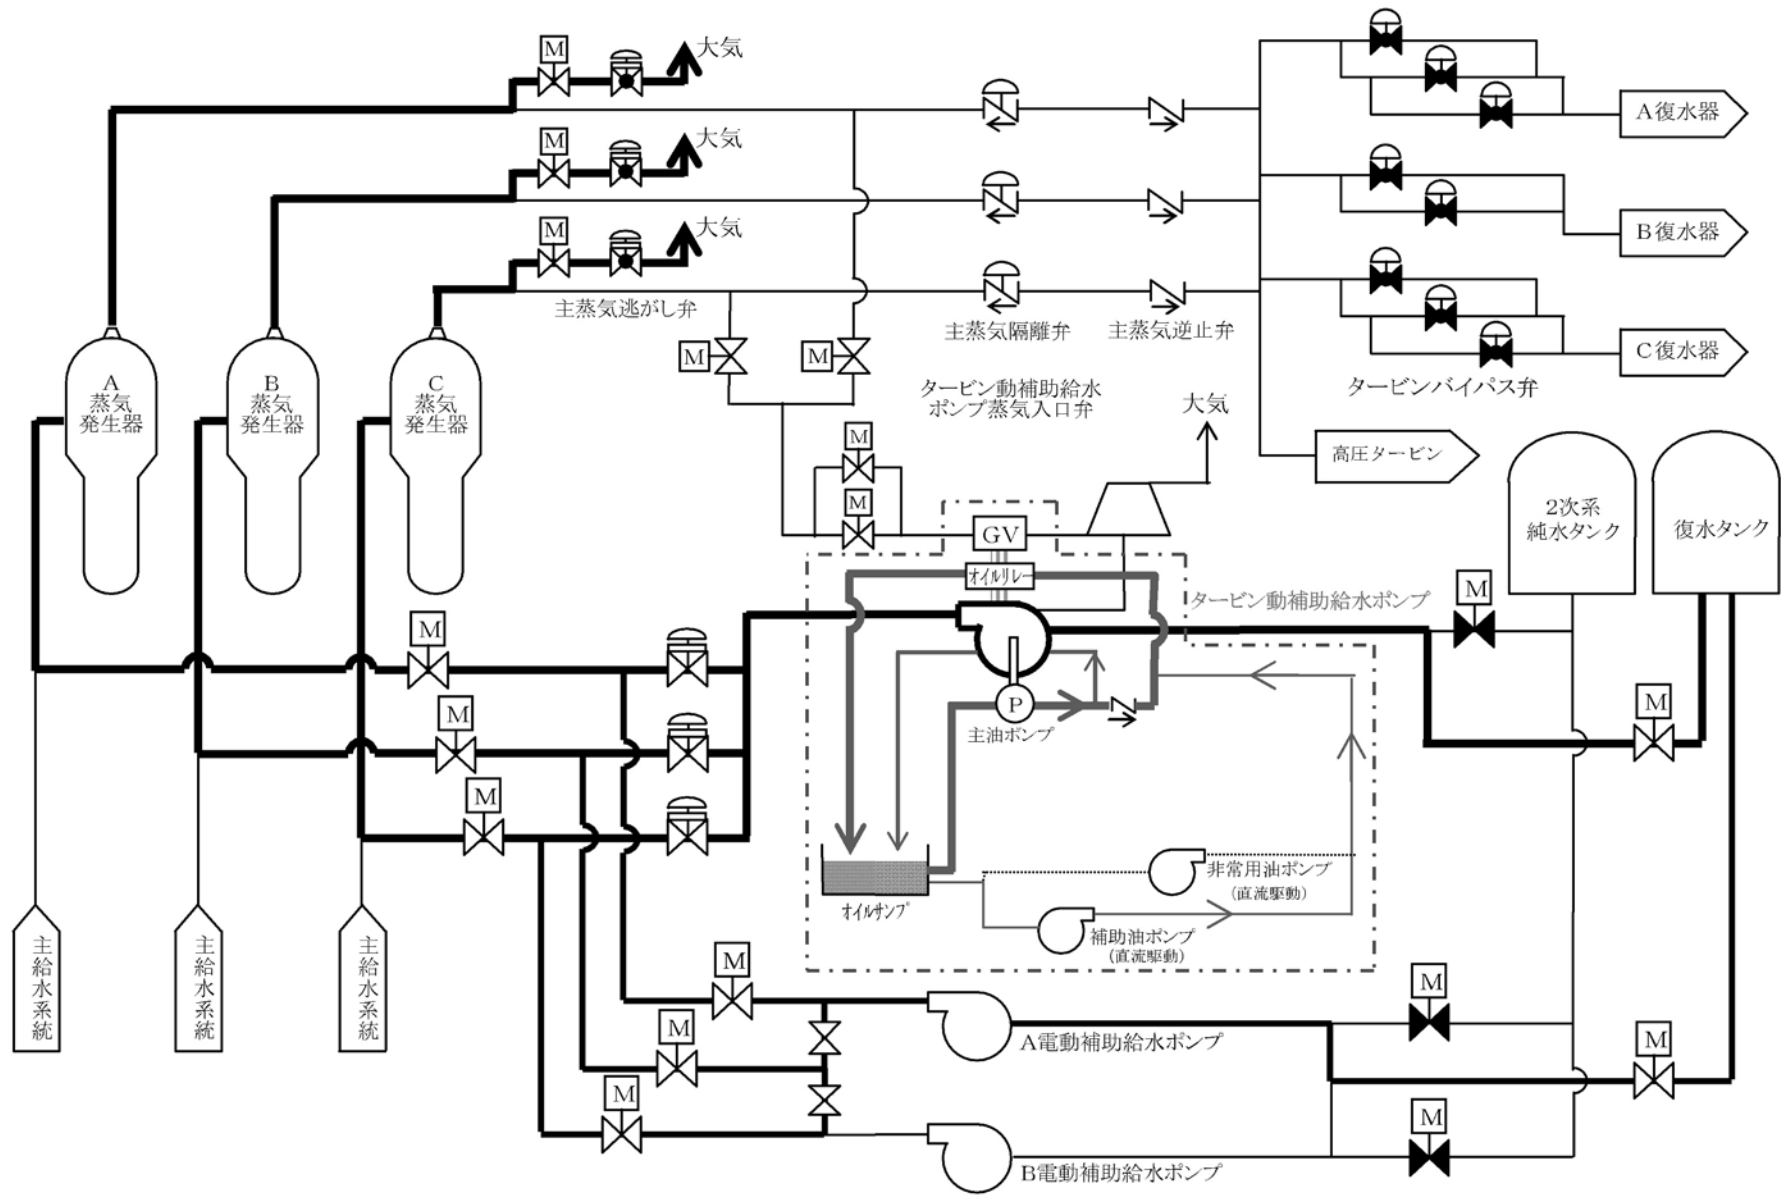 M
大気
M
大気
M
大気
主蒸気逃がし弁
主蒸気隔離弁
主蒸気逆止弁
A復水器
B復水器
C復水器
タービンバイパス弁
A
蒸気
発生器
B
蒸気
発生器
C
蒸気
発生器
M
M
タービン動補助給水
ポンプ蒸気入口弁
大気
高圧タービン
M
M
GV
オイルリレー
2次系
純水タンク
復水タンク
M
タービン動補助給水ポンプ
M
M
M
P
主油ポンプ
M
オイルサンプ
非常用油ポンプ
(直流駆動)
補助油ポンプ
(直流駆動)
主給水系統
主給水系統
主給水系統
M
M
M
A電動補助給水ポンプ
M
M
M
B電動補助給水ポンプ